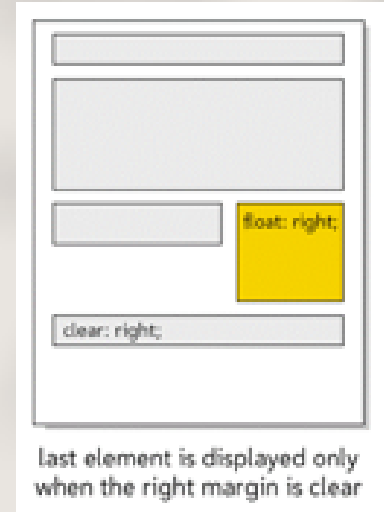 float: right;
clear: right;
last element is displayed only
when the right margin is clear